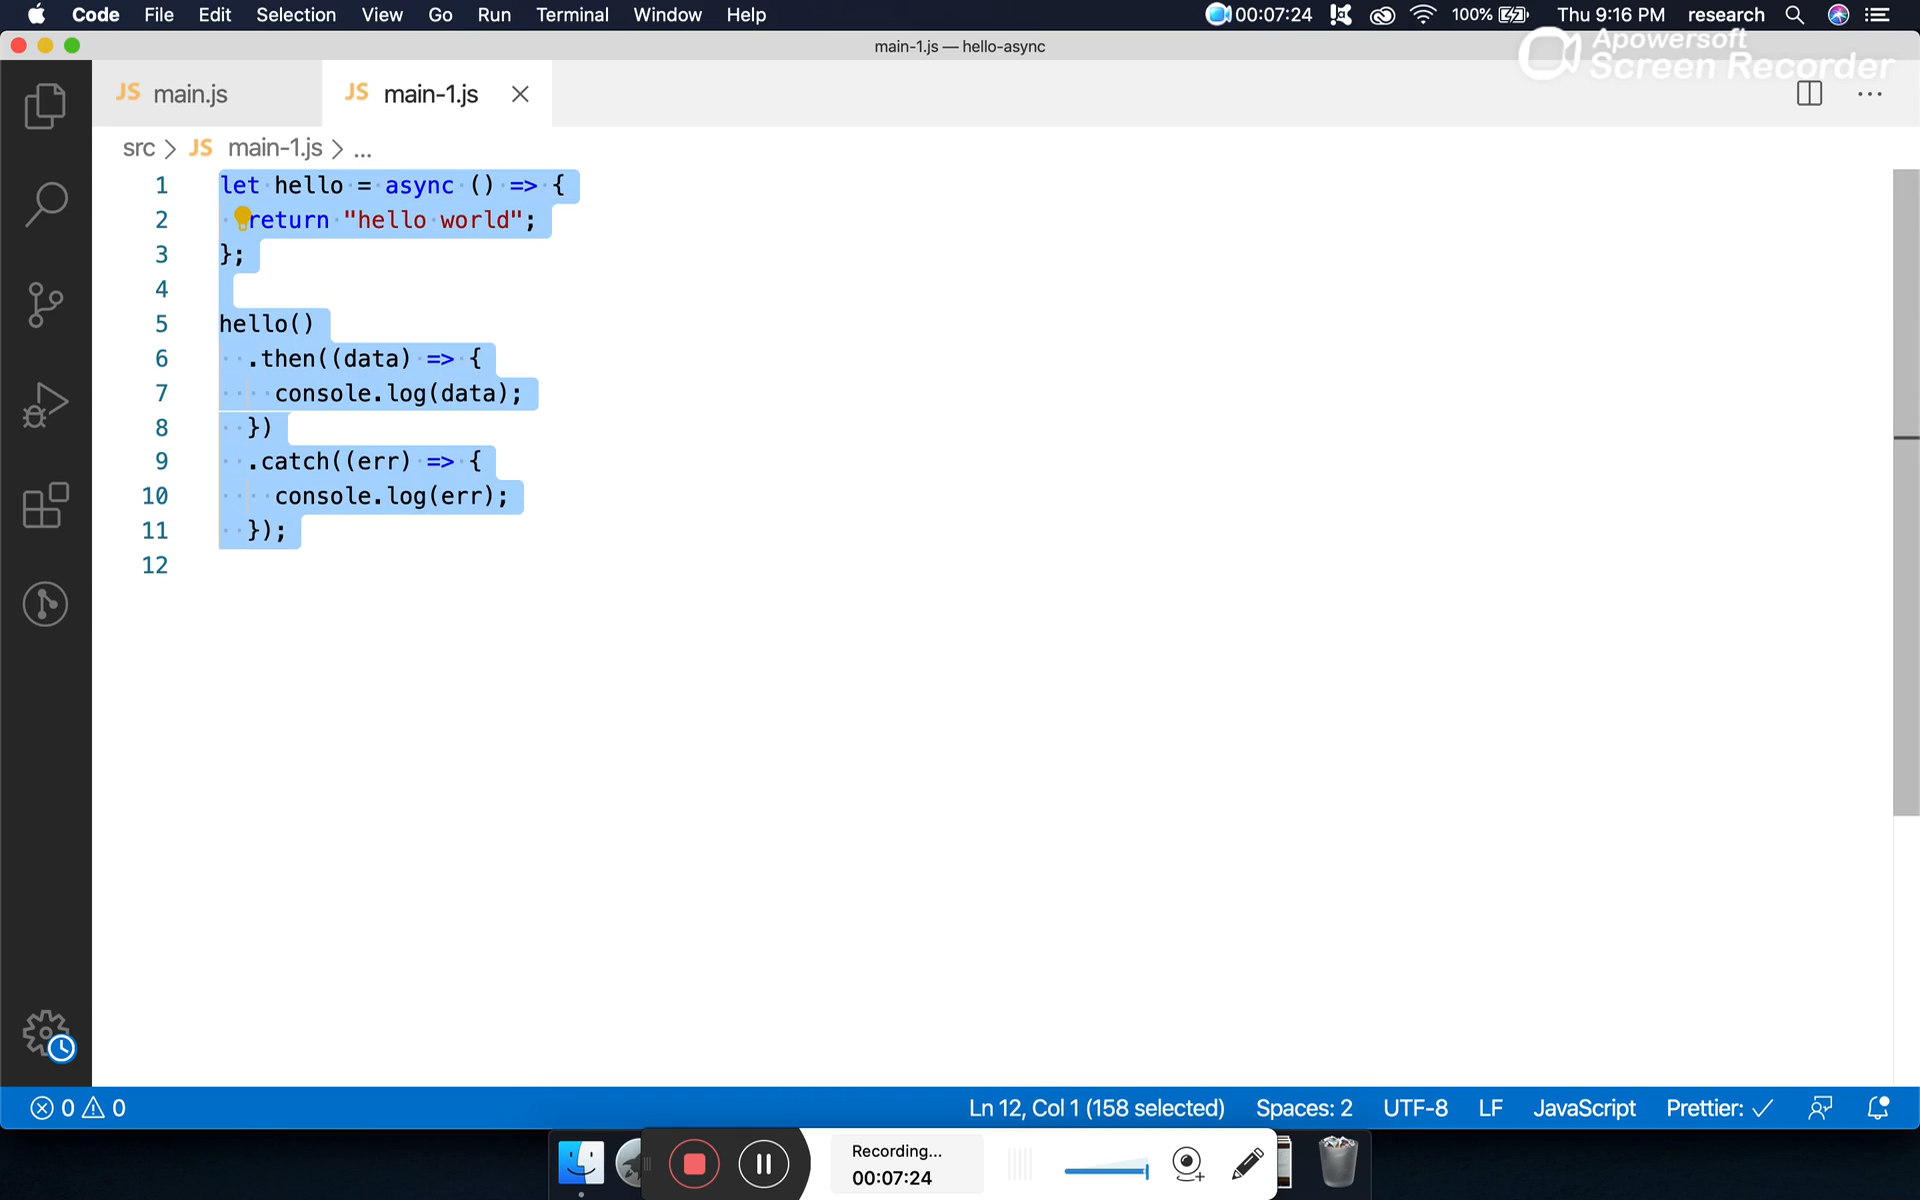 Code File Edit Selection View Go Run Terminal Window Help 00:07:24 100% Thu 9:16 PM research
main-1.js — hello-async
Apowersoft
Screen Recorder
JS main.js JS main-1.js
src > JS main-1.js > ...
1 let hello = async () => {
2 return "hello world";
3 };
4
5 hello()
6 .then((data) => {
7 console.log(data);
8 })
9 .catch((err) => {
10 console.log(err);
11 });
12
0 0 Ln 12, Col 1 (158 selected) Spaces: 2 UTF-8 LF JavaScript Prettier: ✓
Recording...
00:07:24